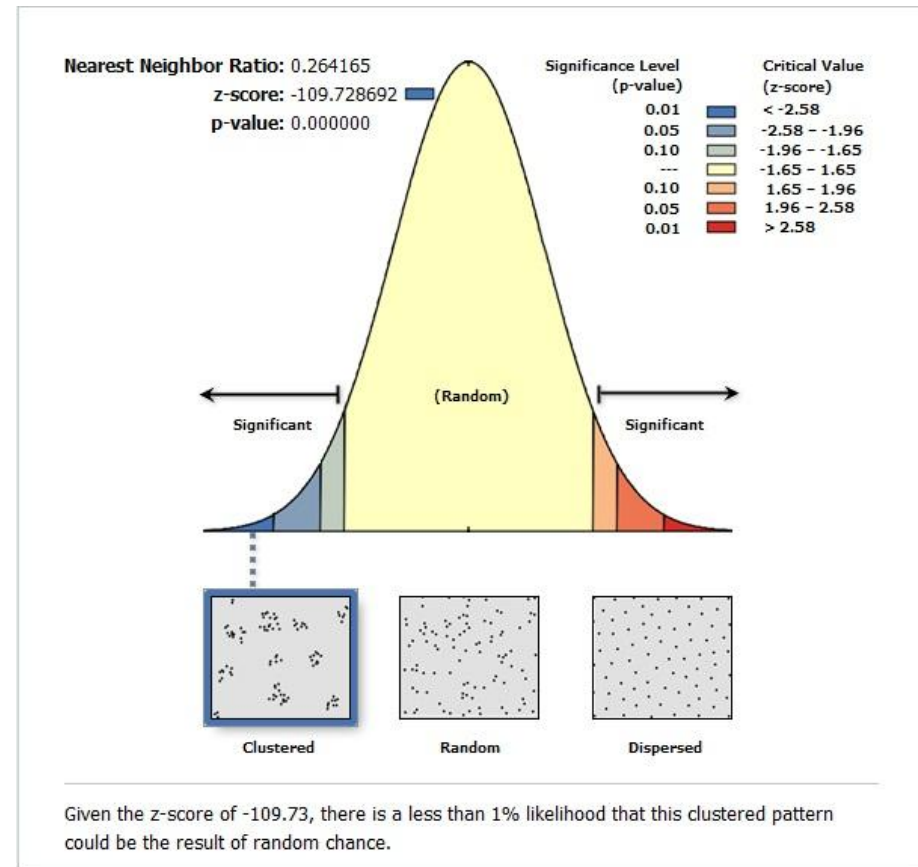 Nearest Neighbor Ratio: 0.264165
z-score: -109.728692
p-value: 0.000000
Significance Level Critical Value
(p-value) (z-score)
0.01 < -2.58
0.05 -2.58 – -1.96
0.10 -1.96 – -1.65
--- -1.65 – 1.65
0.10 1.65 – 1.96
0.05 1.96 – 2.58
0.01 > 2.58
(Random)
Significant Significant
Clustered Random Dispersed
Given the z-score of -109.73, there is a less than 1% likelihood that this clustered pattern
could be the result of random chance.